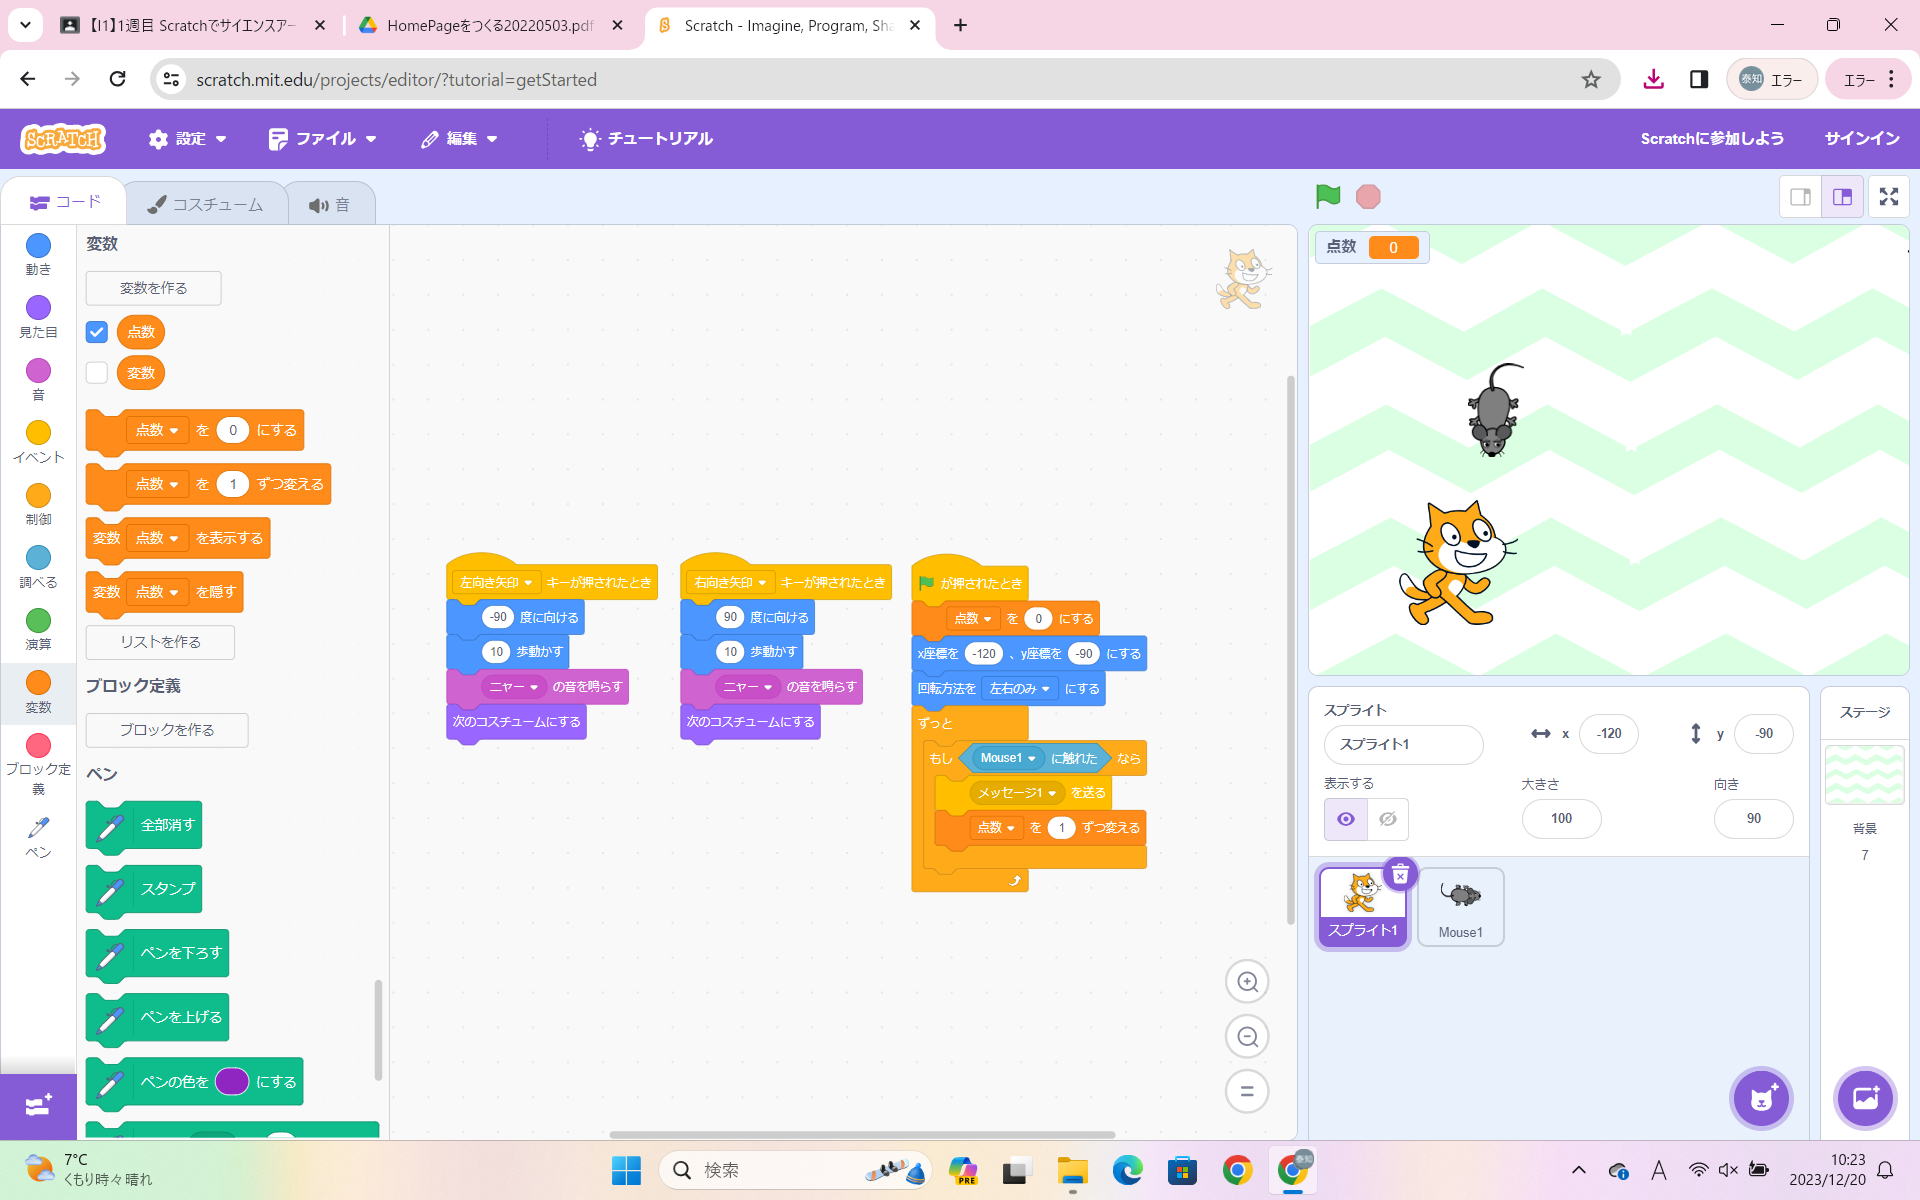 【I1】1週目 Scratchでサイエンスアー
HomePageをつくる20220503.pdf
Scratch - Imagine, Program, Sha
scratch.mit.edu/projects/editor/?tutorial=getStarted
泰知 エラー
エラー
SCRATCH
設定
ファイル
編集
チュートリアル
Scratchに参加しよう
サインイン
コード
コスチューム
音
動き
見た目
音
イベント
制御
調べる
演算
変数
ブロック定義
ペン
変数
変数を作る
点数
変数
点数 を 0 にする
点数 を 1 ずつ変える
変数 点数 を表示する
変数 点数 を隠す
リストを作る
ブロック定義
ブロックを作る
ペン
全部消す
スタンプ
ペンを下ろす
ペンを上げる
ペンの色を にする
左向き矢印 キーが押されたとき
-90 度に向ける
10 歩動かす
ニャー の音を鳴らす
次のコスチュームにする
右向き矢印 キーが押されたとき
90 度に向ける
10 歩動かす
ニャー の音を鳴らす
次のコスチュームにする
が押されたとき
点数 を 0 にする
x座標を -120 、y座標を -90 にする
回転方法を 左右のみ にする
ずっと
もし Mouse1 に触れた なら
メッセージ1 を送る
点数 を 1 ずつ変える
点数 0
スプライト
スプライト1
x -120
y -90
表示する
大きさ
100
向き
90
スプライト1
Mouse1
ステージ
背景
7
7°C
くもり時々晴れ
検索
PRE
泰知
A
10:23
2023/12/20